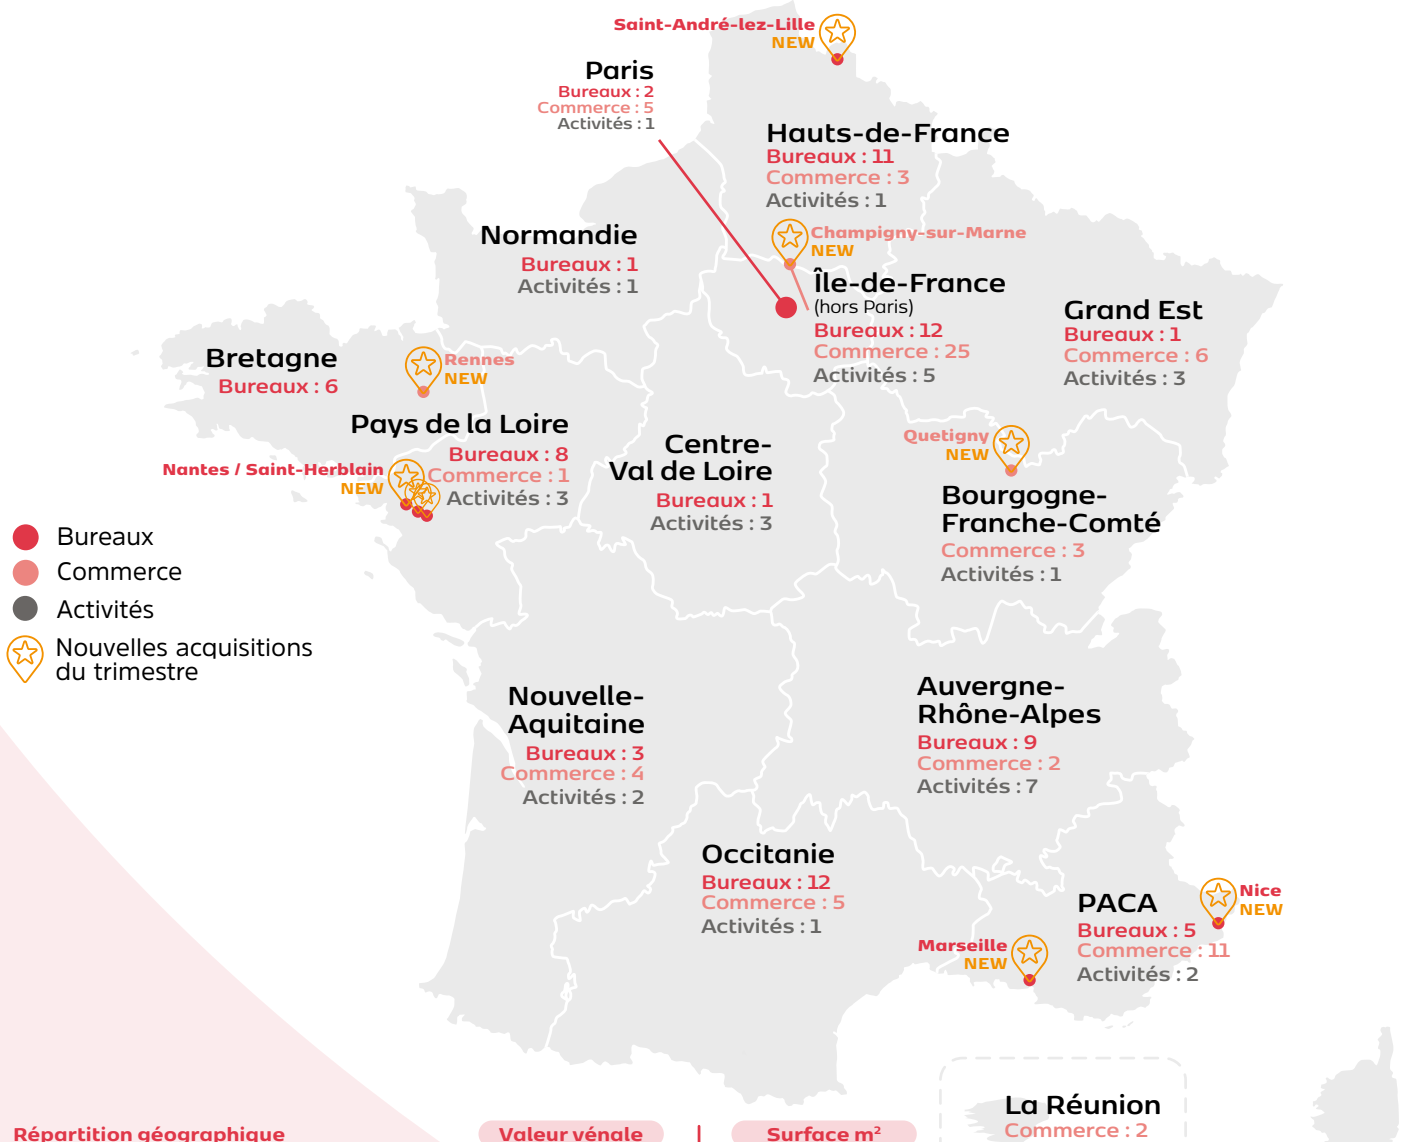 Saint-André-lez-Lille
NEW
Paris
Bureaux : 2
Commerce : 5
Activités : 1
Hauts-de-France
Bureaux : 11
Commerce : 3
Activités : 1
Normandie
Bureaux : 1
Activités : 1
Champigny-sur-Marne
NEW
Île-de-France
(hors Paris)
Bureaux : 12
Commerce : 25
Activités : 5
Grand Est
Bureaux : 1
Commerce : 6
Activités : 3
Bretagne
Bureaux : 6
Rennes
NEW
Pays de la Loire
Bureaux : 8
Commerce : 1
Activités : 3
Nantes / Saint-Herblain
NEW
Centre-
Val de Loire
Bureaux : 1
Activités : 3
Quetigny
NEW
Bourgogne-
Franche-Comté
Commerce : 3
Activités : 1
Bureaux
Commerce
Activités
Nouvelles acquisitions
du trimestre
Nouvelle-
Aquitaine
Bureaux : 3
Commerce : 4
Activités : 2
Auvergne-
Rhône-Alpes
Bureaux : 9
Commerce : 2
Activités : 7
Occitanie
Bureaux : 12
Commerce : 5
Activités : 1
PACA
Bureaux : 5
Commerce : 11
Activités : 2
Nice
NEW
Marseille
NEW
La Réunion
Commerce : 2
Répartition géographique
Valeur vénale
Surface m²